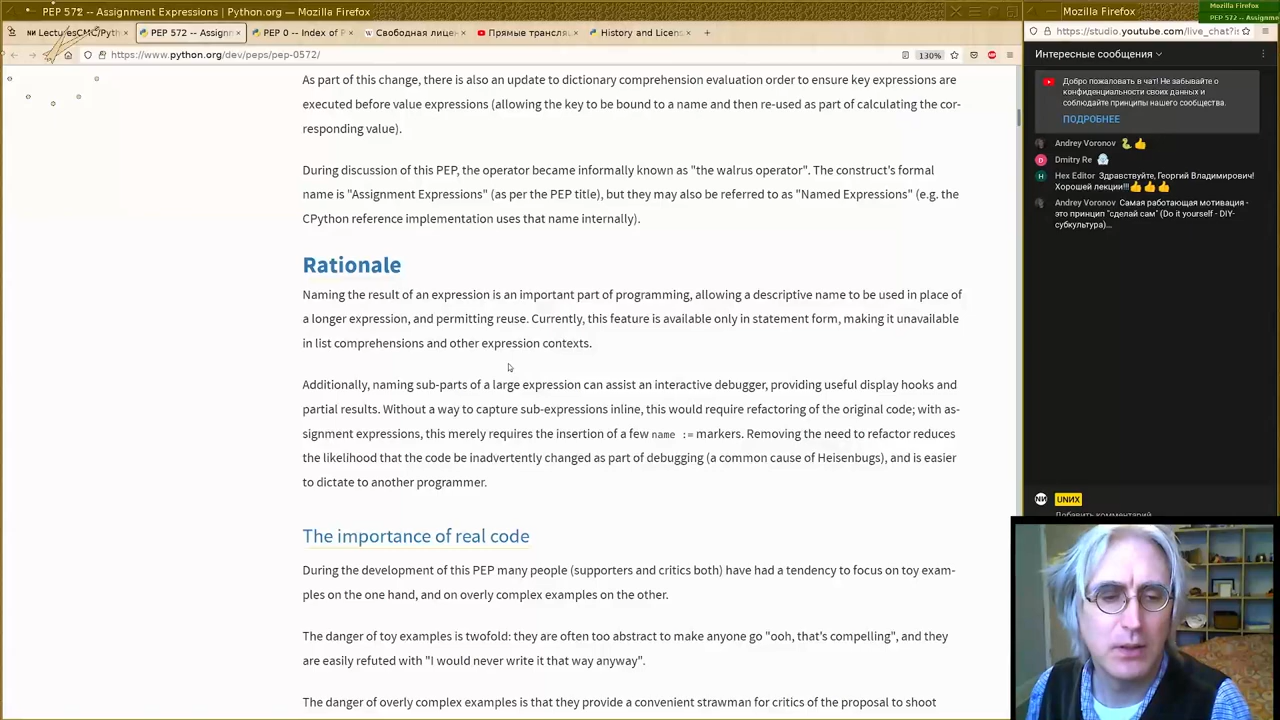 PEP 572 -- Assignment Expressions | Python.org — Mozilla Firefox
Mozilla Firefox
Mozilla Firefox
PEP 572 -- Assignme
LecturesCMC/Pyth
PEP 572 -- Assignm
PEP 0 -- Index of P
Свободная лицен
Прямые трансля
History and Licens
https://www.python.org/dev/peps/pep-0572/
130%
https://studio.youtube.com/live_chat?is
As part of this change, there is also an update to dictionary comprehension evaluation order to ensure key expressions are
executed before value expressions (allowing the key to be bound to a name and then re-used as part of calculating the cor-
responding value).
During discussion of this PEP, the operator became informally known as "the walrus operator". The construct's formal
name is "Assignment Expressions" (as per the PEP title), but they may also be referred to as "Named Expressions" (e.g. the
CPython reference implementation uses that name internally).
Rationale
Naming the result of an expression is an important part of programming, allowing a descriptive name to be used in place of
a longer expression, and permitting reuse. Currently, this feature is available only in statement form, making it unavailable
in list comprehensions and other expression contexts.
Additionally, naming sub-parts of a large expression can assist an interactive debugger, providing useful display hooks and
partial results. Without a way to capture sub-expressions inline, this would require refactoring of the original code; with as-
signment expressions, this merely requires the insertion of a few name := markers. Removing the need to refactor reduces
the likelihood that the code be inadvertently changed as part of debugging (a common cause of Heisenbugs), and is easier
to dictate to another programmer.
The importance of real code
During the development of this PEP many people (supporters and critics both) have had a tendency to focus on toy exam-
ples on the one hand, and on overly complex examples on the other.
The danger of toy examples is twofold: they are often too abstract to make anyone go "ooh, that's compelling", and they
are easily refuted with "I would never write it that way anyway".
The danger of overly complex examples is that they provide a convenient strawman for critics of the proposal to shoot
Интересные сообщения
Добро пожаловать в чат! Не забывайте о
конфиденциальности своих данных и
соблюдайте принципы нашего сообщества.
ПОДРОБНЕЕ
Andrey Voronov
D Dmitry Re
H Hex Editor Здравствуйте, Георгий Владимирович!
Хорошей лекции!!!
Andrey Voronov Самая работающая мотивация -
это принцип "сделай сам" (Do it yourself - DIY-
субкультура)...
UNИX
Добавить комментарий